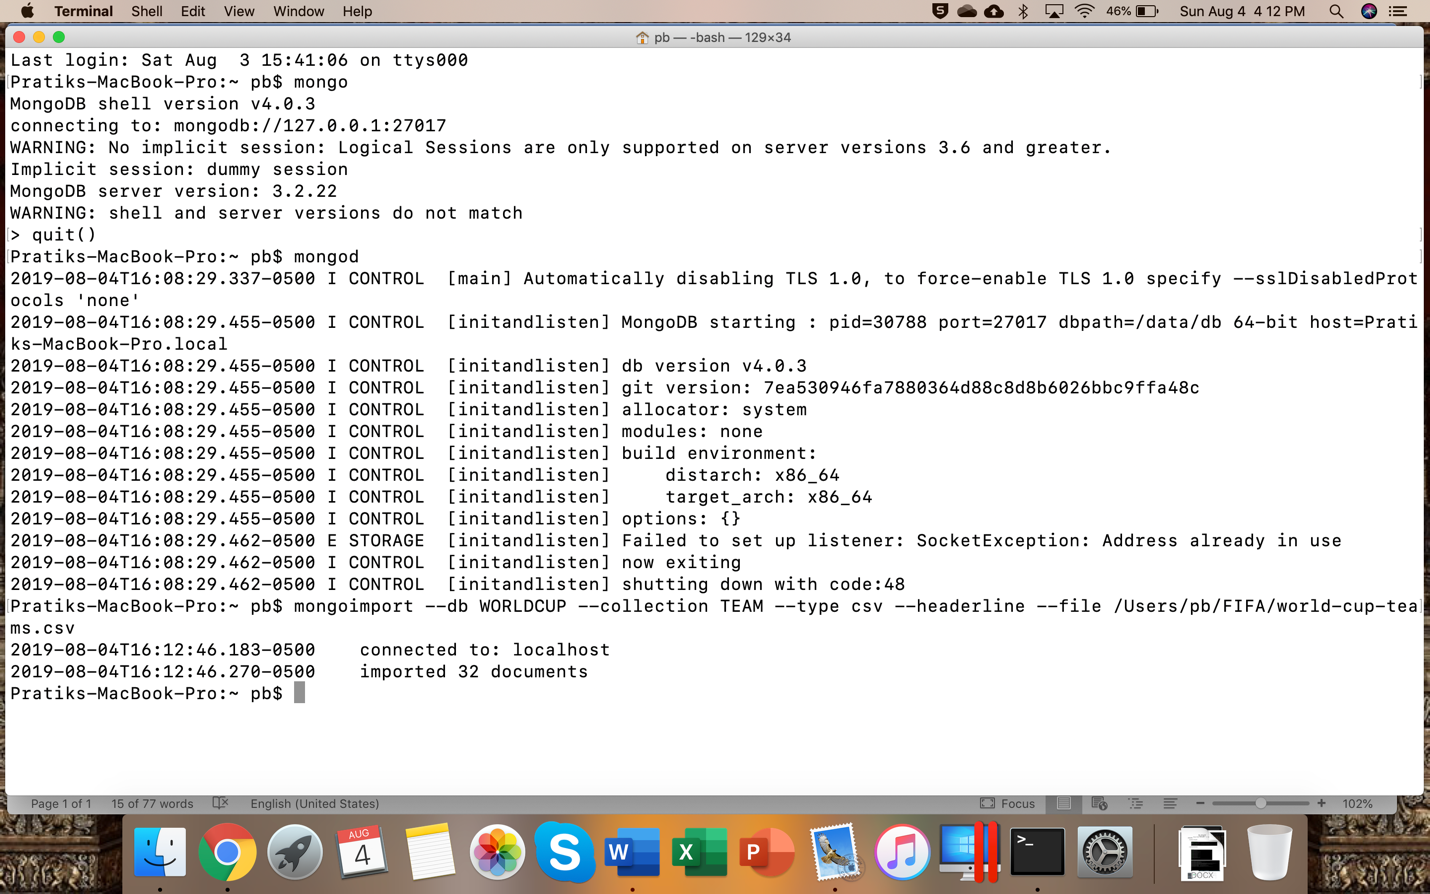 Terminal Shell Edit View Window Help 46% Sun Aug 4 4:12 PM
pb — -bash — 129×34
Last login: Sat Aug  3 15:41:06 on ttys000
Pratiks-MacBook-Pro:~ pb$ mongo
MongoDB shell version v4.0.3
connecting to: mongodb://127.0.0.1:27017
WARNING: No implicit session: Logical Sessions are only supported on server versions 3.6 and greater.
Implicit session: dummy session
MongoDB server version: 3.2.22
WARNING: shell and server versions do not match
> quit()
Pratiks-MacBook-Pro:~ pb$ mongod
2019-08-04T16:08:29.337-0500 I CONTROL  [main] Automatically disabling TLS 1.0, to force-enable TLS 1.0 specify --sslDisabledProt
ocols 'none'
2019-08-04T16:08:29.455-0500 I CONTROL  [initandlisten] MongoDB starting : pid=30788 port=27017 dbpath=/data/db 64-bit host=Prati
ks-MacBook-Pro.local
2019-08-04T16:08:29.455-0500 I CONTROL  [initandlisten] db version v4.0.3
2019-08-04T16:08:29.455-0500 I CONTROL  [initandlisten] git version: 7ea530946fa7880364d88c8d8b6026bbc9ffa48c
2019-08-04T16:08:29.455-0500 I CONTROL  [initandlisten] allocator: system
2019-08-04T16:08:29.455-0500 I CONTROL  [initandlisten] modules: none
2019-08-04T16:08:29.455-0500 I CONTROL  [initandlisten] build environment:
2019-08-04T16:08:29.455-0500 I CONTROL  [initandlisten]     distarch: x86_64
2019-08-04T16:08:29.455-0500 I CONTROL  [initandlisten]     target_arch: x86_64
2019-08-04T16:08:29.455-0500 I CONTROL  [initandlisten] options: {}
2019-08-04T16:08:29.462-0500 E STORAGE  [initandlisten] Failed to set up listener: SocketException: Address already in use
2019-08-04T16:08:29.462-0500 I CONTROL  [initandlisten] now exiting
2019-08-04T16:08:29.462-0500 I CONTROL  [initandlisten] shutting down with code:48
Pratiks-MacBook-Pro:~ pb$ mongoimport --db WORLDCUP --collection TEAM --type csv --headerline --file /Users/pb/FIFA/world-cup-tea
ms.csv
2019-08-04T16:12:46.183-0500    connected to: localhost
2019-08-04T16:12:46.270-0500    imported 32 documents
Pratiks-MacBook-Pro:~ pb$
Page 1 of 1 15 of 77 words English (United States) Focus 102%
AUG
4
S
W
X
P
>_
DOCX